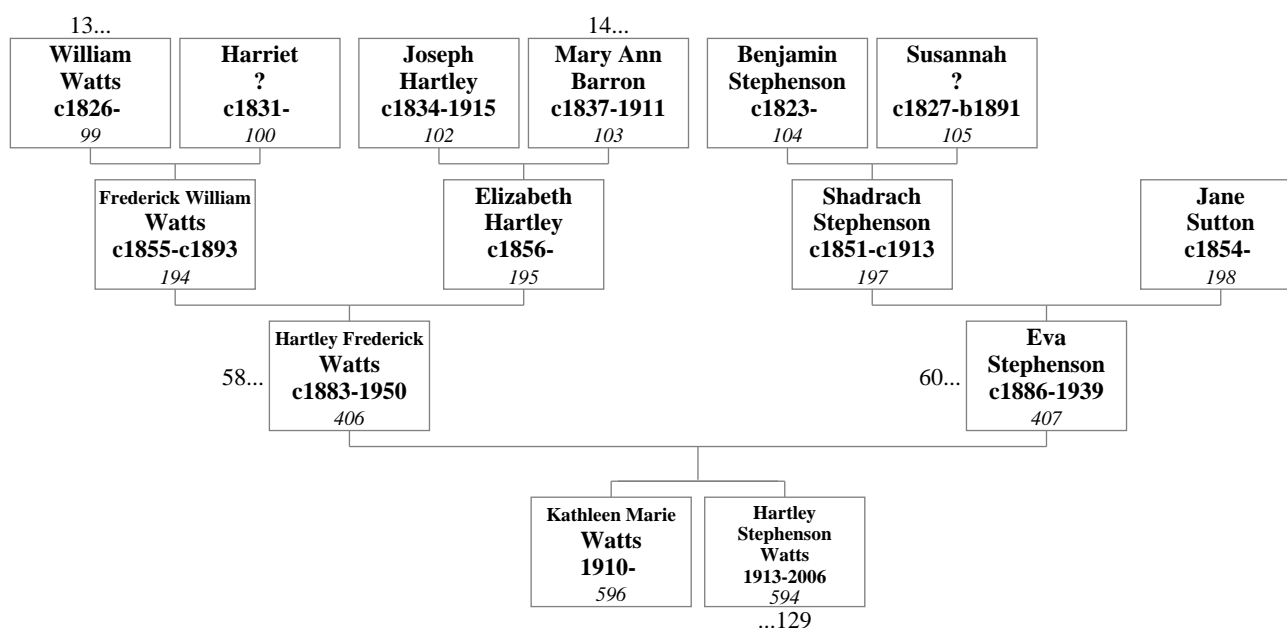 13...
14...
William
Watts
c1826-
99
Harriet
?
c1831-
100
Joseph
Hartley
c1834-1915
102
Mary Ann
Barron
c1837-1911
103
Benjamin
Stephenson
c1823-
104
Susannah
?
c1827-b1891
105
Frederick William
Watts
c1855-c1893
194
Elizabeth
Hartley
c1856-
195
Shadrach
Stephenson
c1851-c1913
197
Jane
Sutton
c1854-
198
58...
Hartley Frederick
Watts
c1883-1950
406
60...
Eva
Stephenson
c1886-1939
407
Kathleen Marie
Watts
1910-
596
Hartley
Stephenson
Watts
1913-2006
594
...129